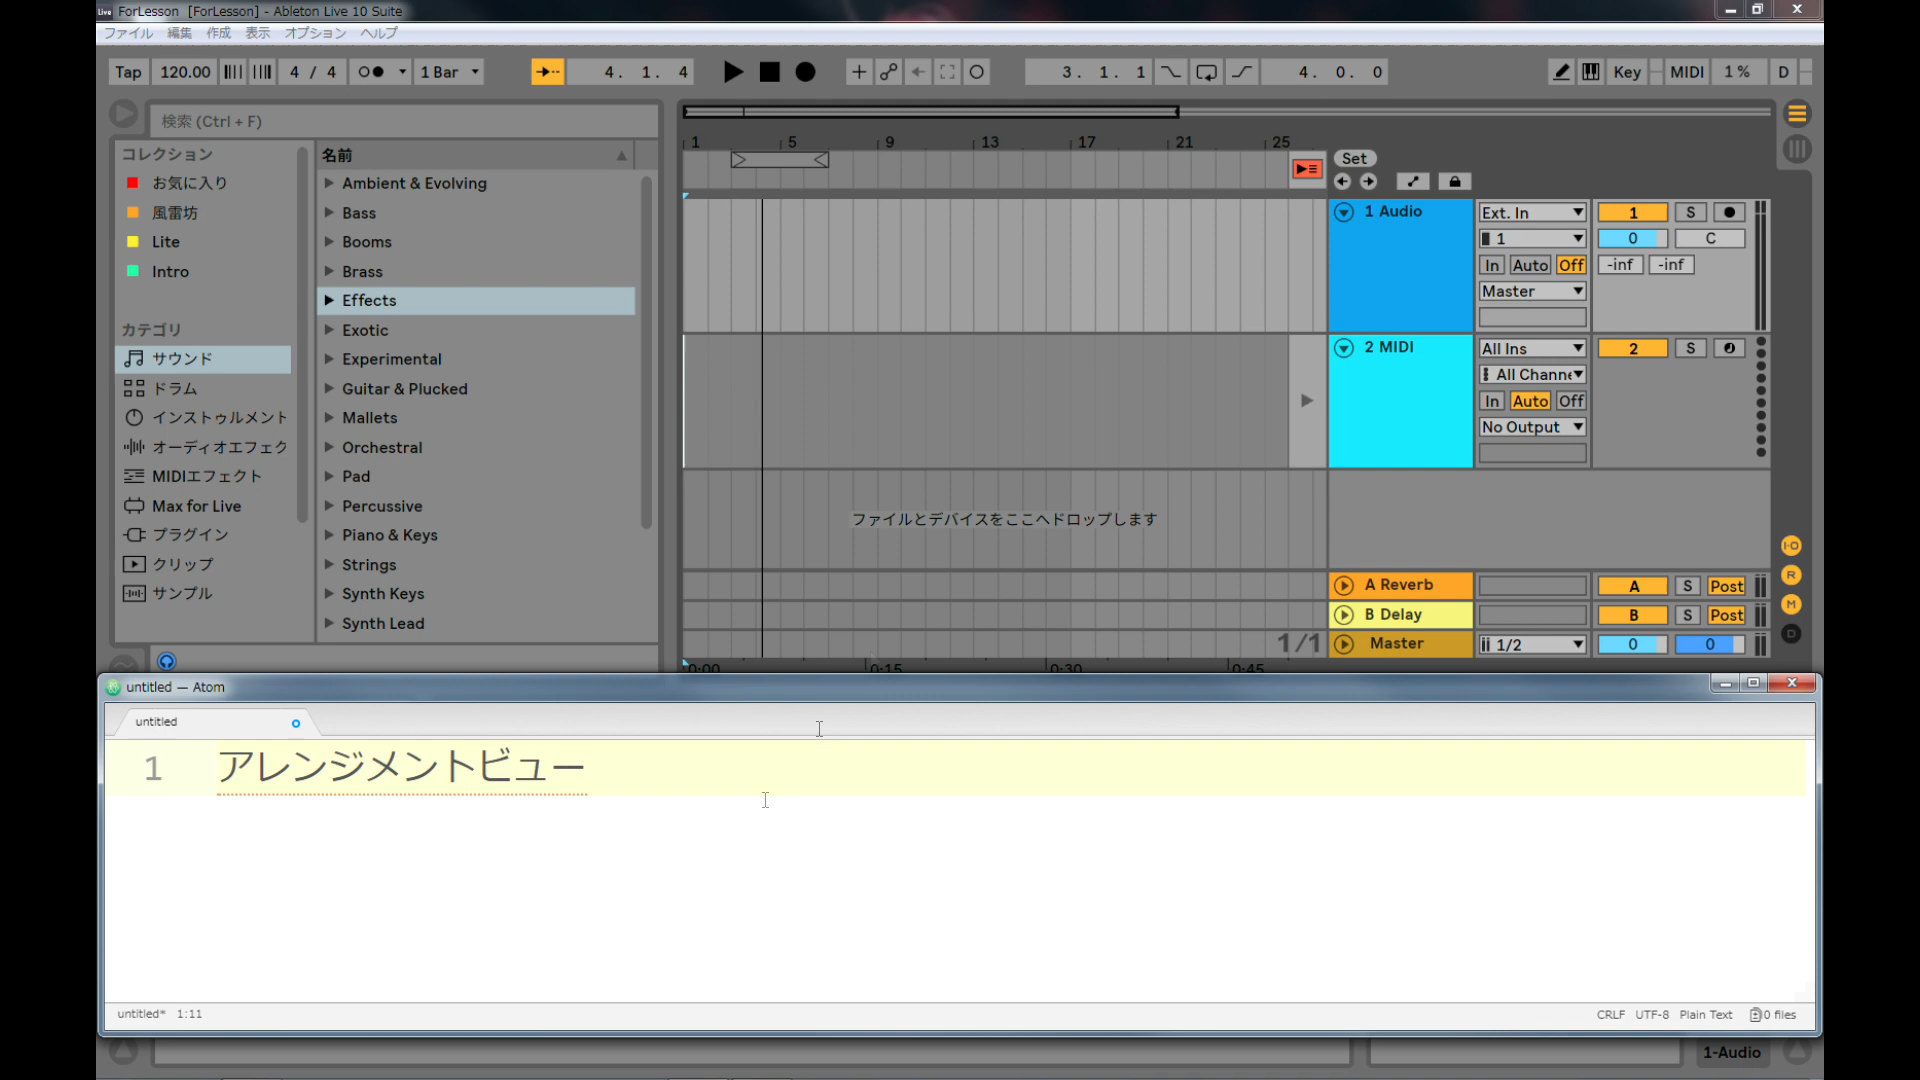 ForLesson [ForLesson] - Ableton Live 10 Suite
ファイル 編集 作成 表示 オプション ヘルプ
Tap 120.00 4 / 4 1 Bar 4. 1. 4 3. 1. 1 4. 0. 0 Key MIDI 1 % D
検索 (Ctrl + F)
コレクション
お気に入り
風雷坊
Lite
Intro
カテゴリ
サウンド
ドラム
インストゥルメント
オーディオエフェク
MIDIエフェクト
Max for Live
プラグイン
クリップ
サンプル
名前
Ambient & Evolving
Bass
Booms
Brass
Effects
Exotic
Experimental
Guitar & Plucked
Mallets
Orchestral
Pad
Percussive
Piano & Keys
Strings
Synth Keys
Synth Lead
1 5 9 13 17 21 25
Set
1 Audio Ext. In 1 S
1 0 C
In Auto Off -inf -inf
Master
2 MIDI All Ins 2 S
All Channe
In Auto Off
No Output
ファイルとデバイスをここへドロップします
A Reverb A S Post
B Delay B S Post
1/1 Master 1/2 0 0
0:00 0:15 0:30 0:45
I·O
R
M
D
untitled — Atom
untitled
1 アレンジメントビュー
untitled* 1:11 CRLF UTF-8 Plain Text 0 files
1-Audio